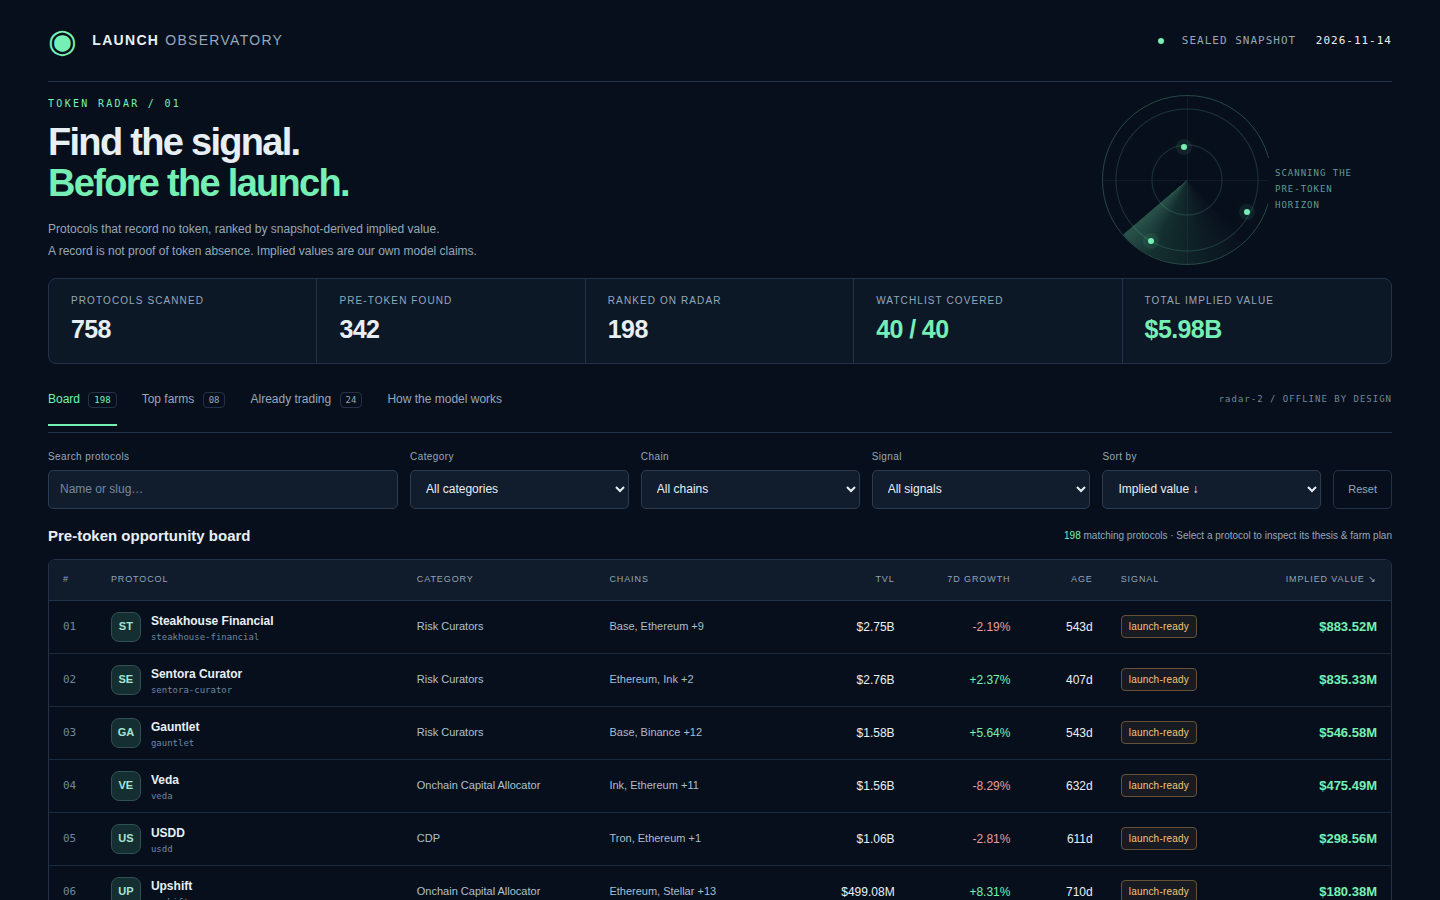 LAUNCH OBSERVATORY
SEALED SNAPSHOT 2026-11-14
TOKEN RADAR / 01
Find the signal.
Before the launch.
Protocols that record no token, ranked by snapshot-derived implied value.
A record is not proof of token absence. Implied values are our own model claims.
SCANNING THE
PRE-TOKEN
HORIZON
PROTOCOLS SCANNED
758
PRE-TOKEN FOUND
342
RANKED ON RADAR
198
WATCHLIST COVERED
40 / 40
TOTAL IMPLIED VALUE
$5.98B
Board 198 Top farms 08 Already trading 24 How the model works
radar-2 / OFFLINE BY DESIGN
Search protocols Category Chain Signal Sort by
Name or slug… All categories All chains All signals Implied value ↓ Reset
Pre-token opportunity board
198 matching protocols · Select a protocol to inspect its thesis & farm plan
# PROTOCOL CATEGORY CHAINS TVL 7D GROWTH AGE SIGNAL IMPLIED VALUE ↘
01 ST Steakhouse Financial Risk Curators Base, Ethereum +9 $2.75B -2.19% 543d launch-ready $883.52M
steakhouse-financial
02 SE Sentora Curator Risk Curators Ethereum, Ink +2 $2.76B +2.37% 407d launch-ready $835.33M
sentora-curator
03 GA Gauntlet Risk Curators Base, Binance +12 $1.58B +5.64% 543d launch-ready $546.58M
gauntlet
04 VE Veda Onchain Capital Allocator Ink, Ethereum +11 $1.56B -8.29% 632d launch-ready $475.49M
veda
05 US USDD CDP Tron, Ethereum +1 $1.06B -2.81% 611d launch-ready $298.56M
usdd
06 UP Upshift Onchain Capital Allocator Ethereum, Stellar +13 $499.08M +8.31% 710d launch-ready $180.38M